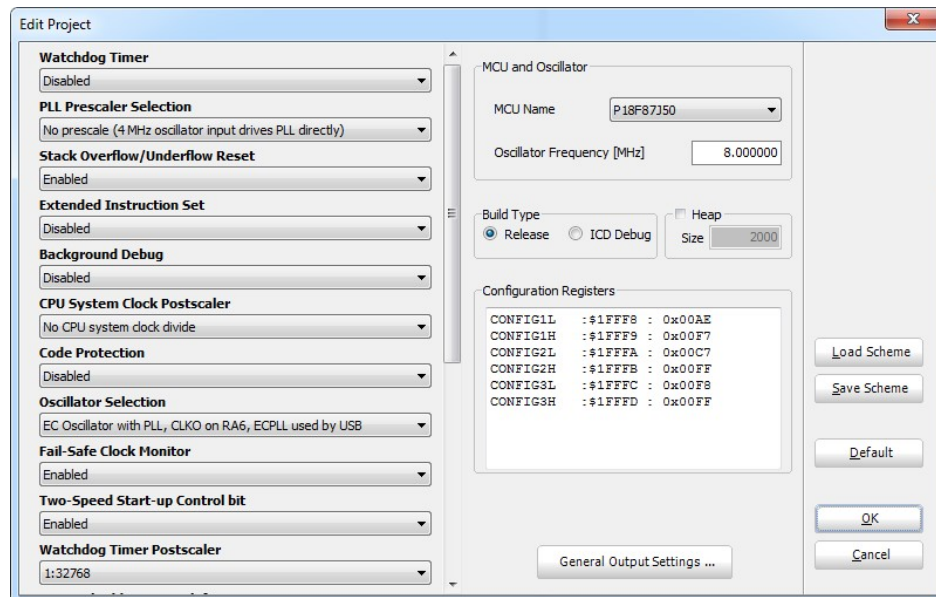 Edit Project
Watchdog Timer
Disabled
PLL Prescaler Selection
No prescale (4 MHz oscillator input drives PLL directly)
Stack Overflow/Underflow Reset
Enabled
Extended Instruction Set
Disabled
Background Debug
Disabled
CPU System Clock Postscaler
No CPU system clock divide
Code Protection
Disabled
Oscillator Selection
EC Oscillator with PLL, CLKO on RA6, ECPLL used by USB
Fail-Safe Clock Monitor
Enabled
Two-Speed Start-up Control bit
Enabled
Watchdog Timer Postscaler
1:32768
MCU and Oscillator
MCU Name P18F87J50
Oscillator Frequency [MHz] 8.000000
Build Type
Release ICD Debug
Heap
Size 2000
Configuration Registers
CONFIG1L :$1FFF8 : 0x00AE
CONFIG1H :$1FFF9 : 0x00F7
CONFIG2L :$1FFFA : 0x00C7
CONFIG2H :$1FFFB : 0x00FF
CONFIG3L :$1FFFC : 0x00F8
CONFIG3H :$1FFFD : 0x00FF
General Output Settings ...
Load Scheme
Save Scheme
Default
OK
Cancel